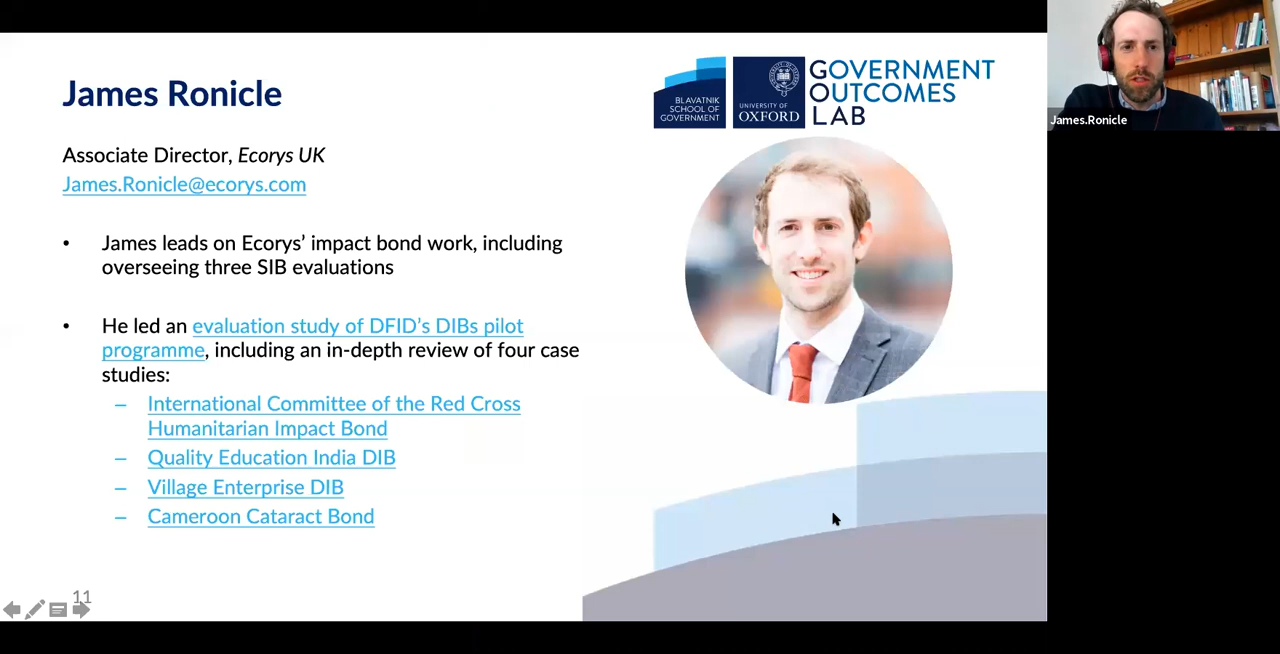 James Ronicle
BLAVATNIK
SCHOOL OF
GOVERNMENT
UNIVERSITY OF
OXFORD
GOVERNMENT
OUTCOMES
LAB
Associate Director, Ecorys UK
James.Ronicle@ecorys.com
• James leads on Ecorys’ impact bond work, including
overseeing three SIB evaluations
• He led an evaluation study of DFID’s DIBs pilot
programme, including an in-depth review of four case
studies:
– International Committee of the Red Cross
Humanitarian Impact Bond
– Quality Education India DIB
– Village Enterprise DIB
– Cameroon Cataract Bond
11
James.Ronicle